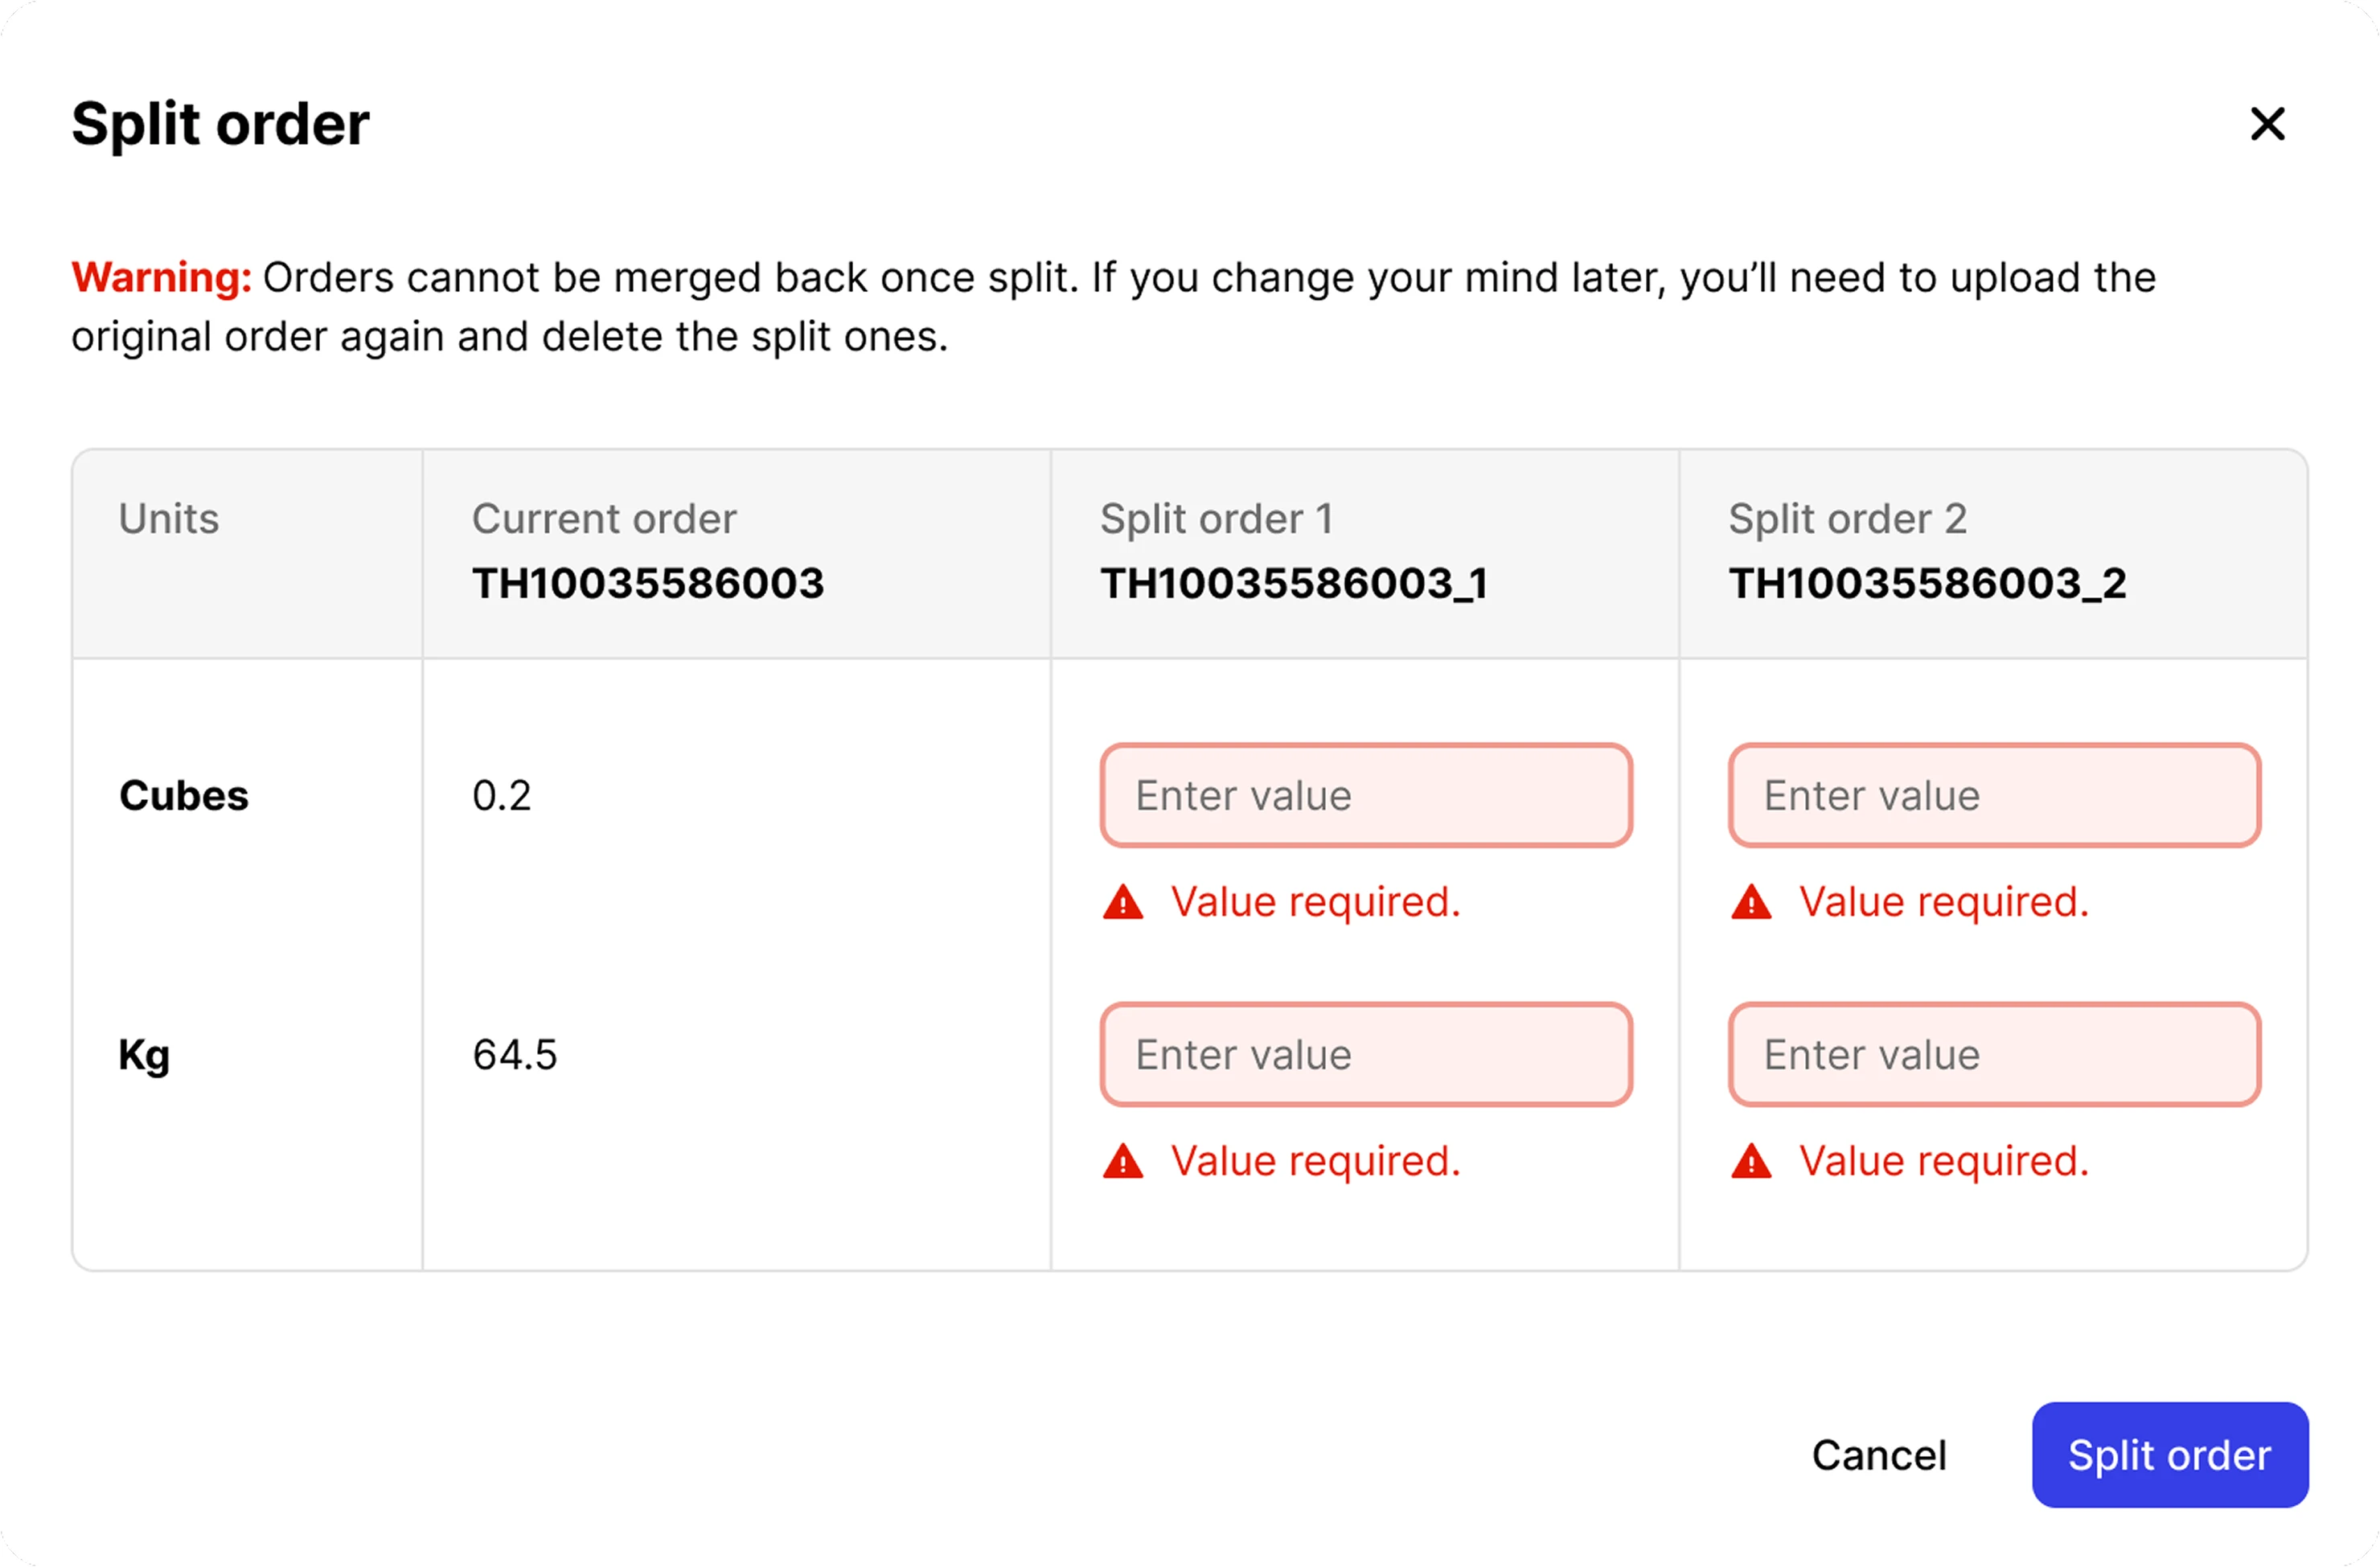 Split order
Warning: Orders cannot be merged back once split. If you change your mind later, you’ll need to upload the
original order again and delete the split ones.
Units
Current order
TH10035586003
Split order 1
TH10035586003_1
Split order 2
TH10035586003_2
Cubes
0.2
Enter value
Value required.
Enter value
Value required.
Kg
64.5
Enter value
Value required.
Enter value
Value required.
Cancel
Split order